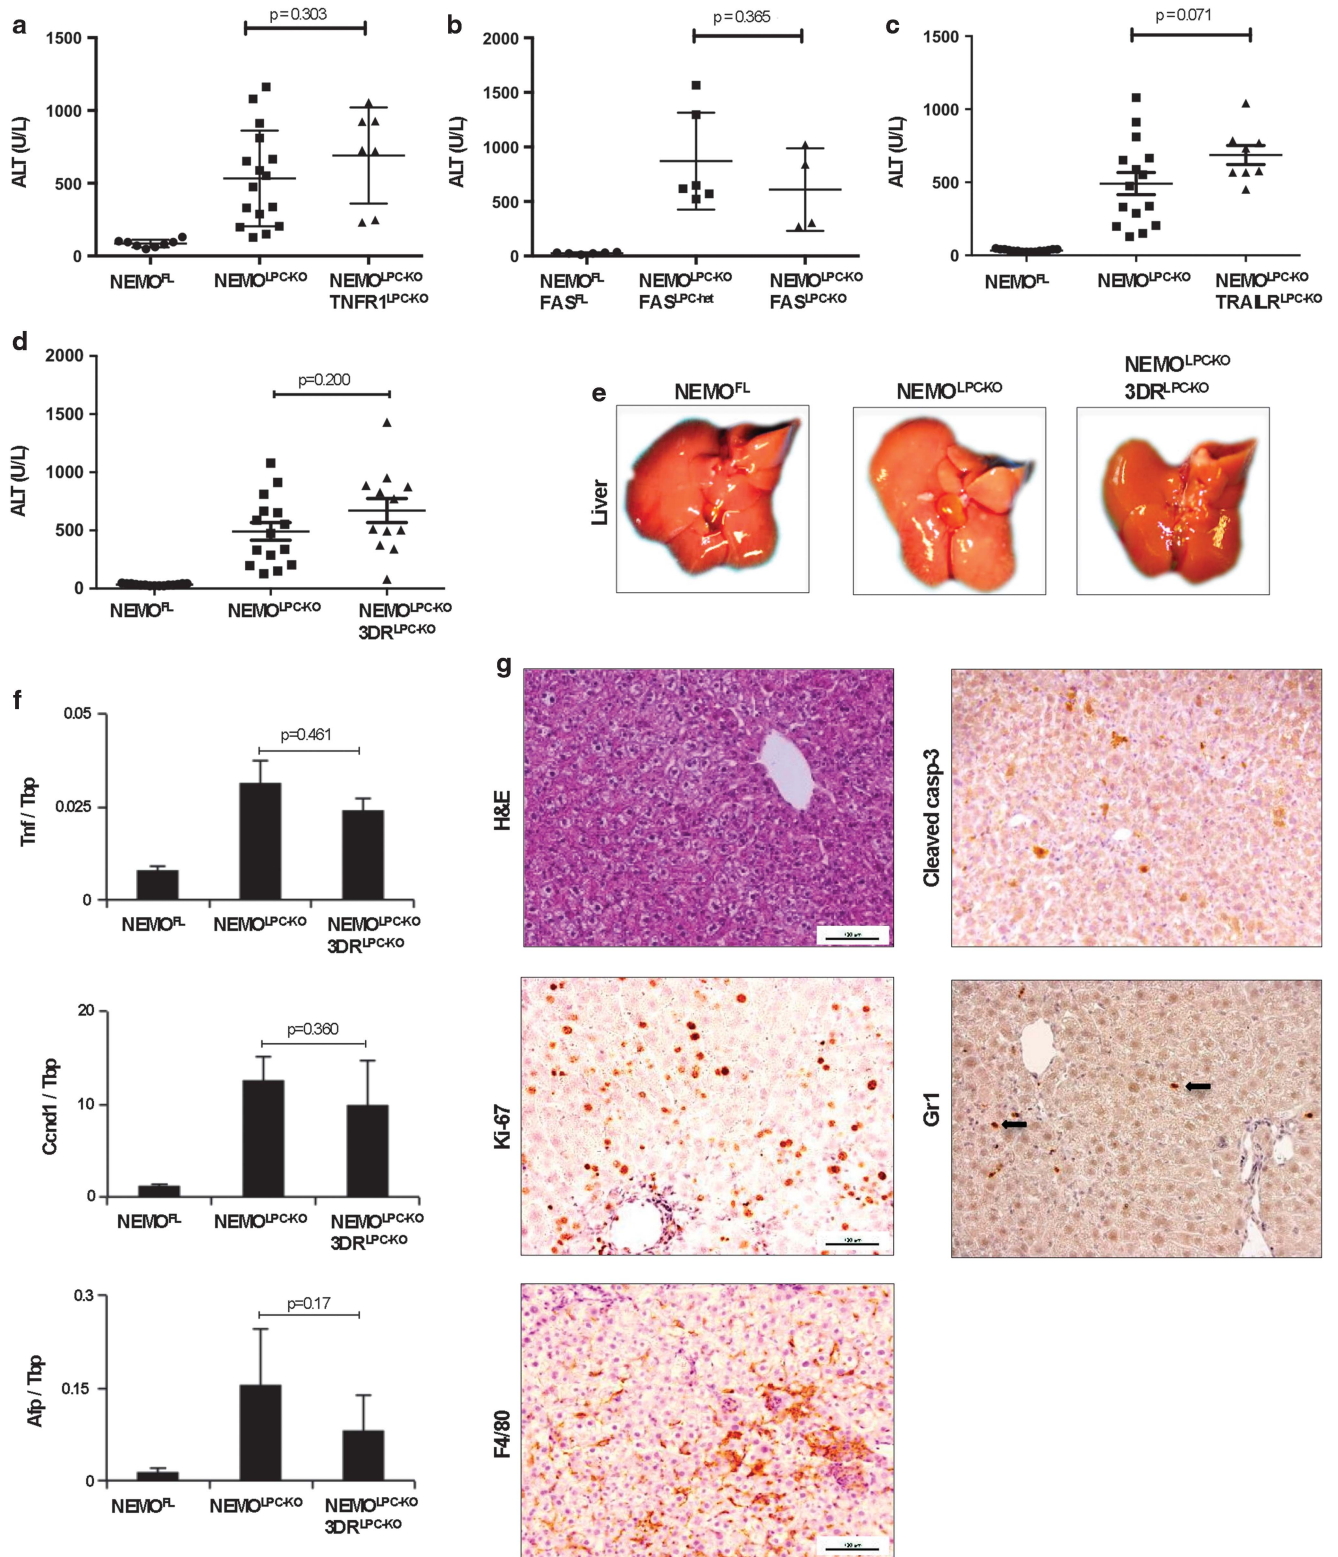 a
p=0.303
ALT (U/L)
1500
1000
500
0
NEMOFL
NEMOLPC-KO
NEMOLPC-KO
TNFR1LPC-KO
b
p=0.365
ALT (U/L)
2000
1500
1000
500
0
NEMOFL
FASFL
NEMOLPC-KO
FASLPC-het
NEMOLPC-KO
FASLPC-KO
c
p=0.071
ALT (U/L)
1500
1000
500
0
NEMOFL
NEMOLPC-KO
NEMOLPC-KO
TRAILRLPC-KO
d
p=0.200
ALT (U/L)
2000
1500
1000
500
0
NEMOFL
NEMOLPC-KO
NEMOLPC-KO
3DRLPC-KO
e
NEMOFL
NEMOLPC-KO
NEMOLPC-KO
3DRLPC-KO
Liver
f
p=0.461
Tnf / Tbp
0.05
0.025
0
NEMOFL
NEMOLPC-KO
NEMOLPC-KO
3DRLPC-KO
p=0.360
Ccnd1 / Tbp
20
10
0
NEMOFL
NEMOLPC-KO
NEMOLPC-KO
3DRLPC-KO
p=0.17
Afp / Tbp
0.3
0.15
0
NEMOFL
NEMOLPC-KO
NEMOLPC-KO
3DRLPC-KO
g
H&E
Cleaved casp-3
Ki-67
Gr1
F4/80